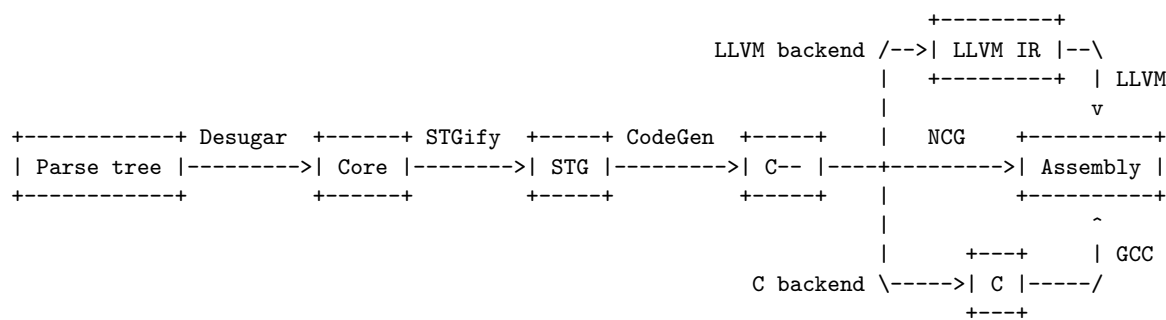 +---------+
LLVM backend /-->| LLVM IR |--\
| +---------+ | LLVM
| v
+------------+ Desugar +------+ STGify +-----+ CodeGen +-----+ | NCG +----------+
| Parse tree |--------->| Core |-------->| STG |--------->| C-- |----+--------->| Assembly |
+------------+ +------+ +-----+ +-----+ | +----------+
| ^
| +---+ | GCC
C backend \----->| C |-----/
+---+